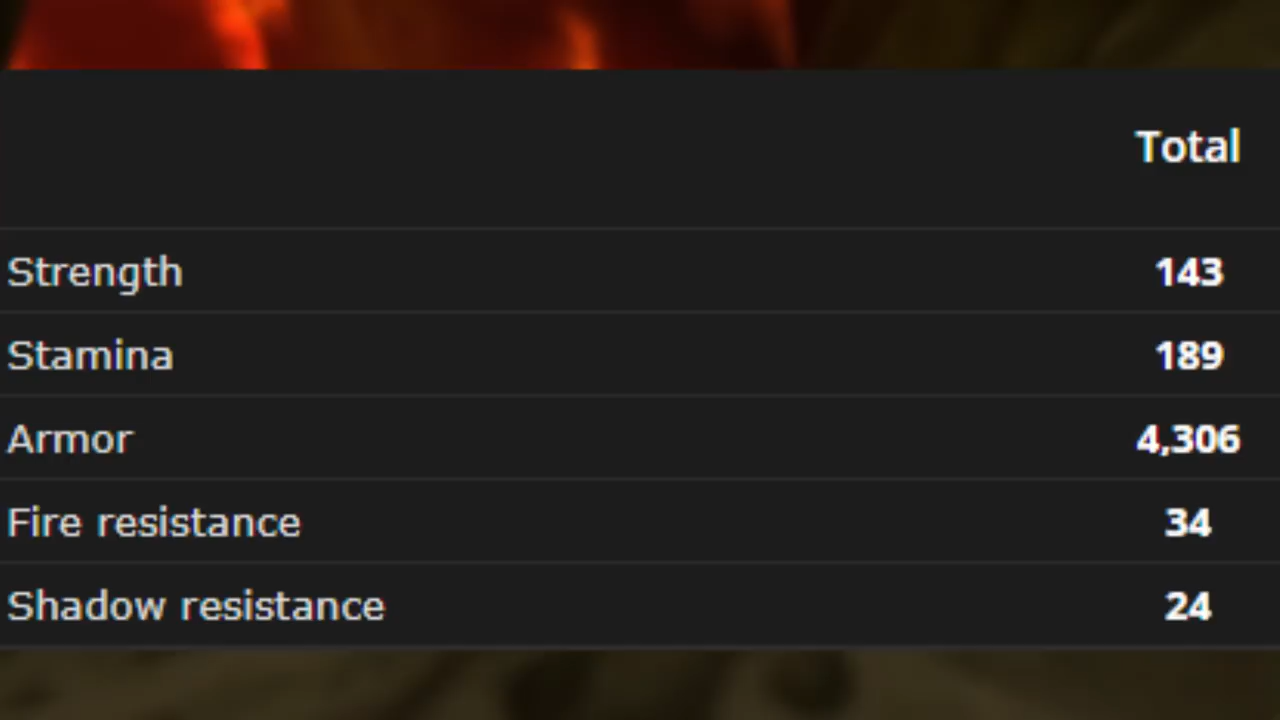 Total
Strength 143
Stamina 189
Armor 4,306
Fire resistance 34
Shadow resistance 24